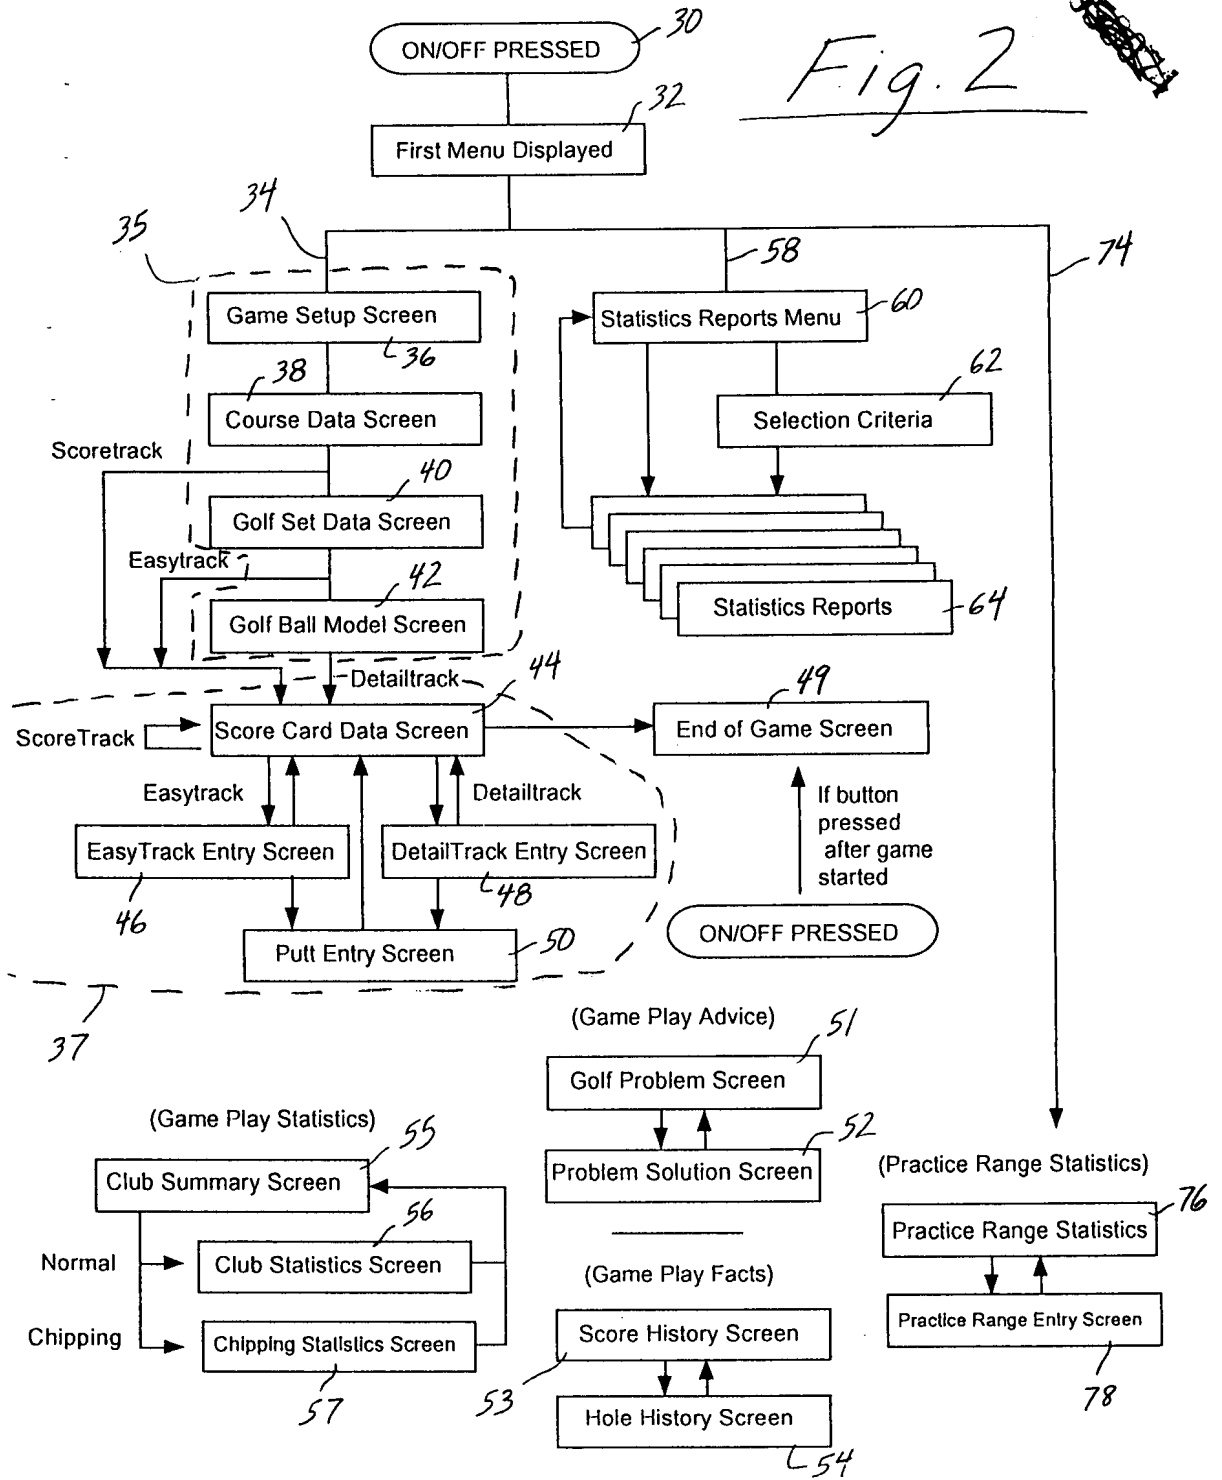 30
ON/OFF PRESSED
Fig. 2
32
First Menu Displayed
34
35
58
74
Game Setup Screen
36
Statistics Reports Menu
60
38
Course Data Screen
62
Selection Criteria
Scoretrack
40
Golf Set Data Screen
Easytrack
42
Golf Ball Model Screen
Statistics Reports
64
Detailtrack
44
49
Score Card Data Screen
End of Game Screen
ScoreTrack
Easytrack
Detailtrack
If button
pressed
after game
started
EasyTrack Entry Screen
DetailTrack Entry Screen
46
48
ON/OFF PRESSED
Putt Entry Screen
50
37
(Game Play Advice)
51
Golf Problem Screen
(Game Play Statistics)
55
52
Club Summary Screen
Problem Solution Screen
(Practice Range Statistics)
76
56
Practice Range Statistics
Normal
Club Statistics Screen
(Game Play Facts)
Practice Range Entry Screen
Chipping
Chipping Statistics Screen
Score History Screen
57
53
78
Hole History Screen
54